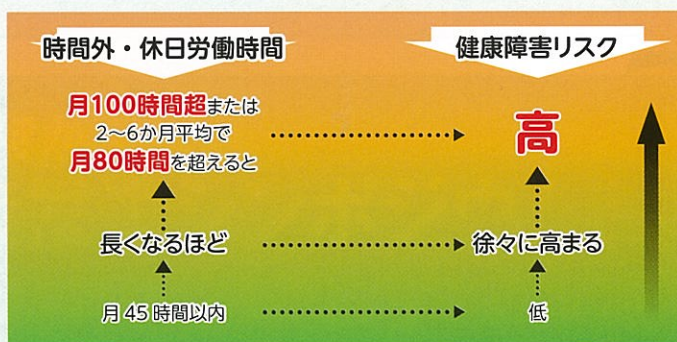 時間外・休日労働時間
健康障害リスク
月100時間超または
2〜6か月平均で
月80時間を超えると
高
長くなるほど
徐々に高まる
月45時間以内
低